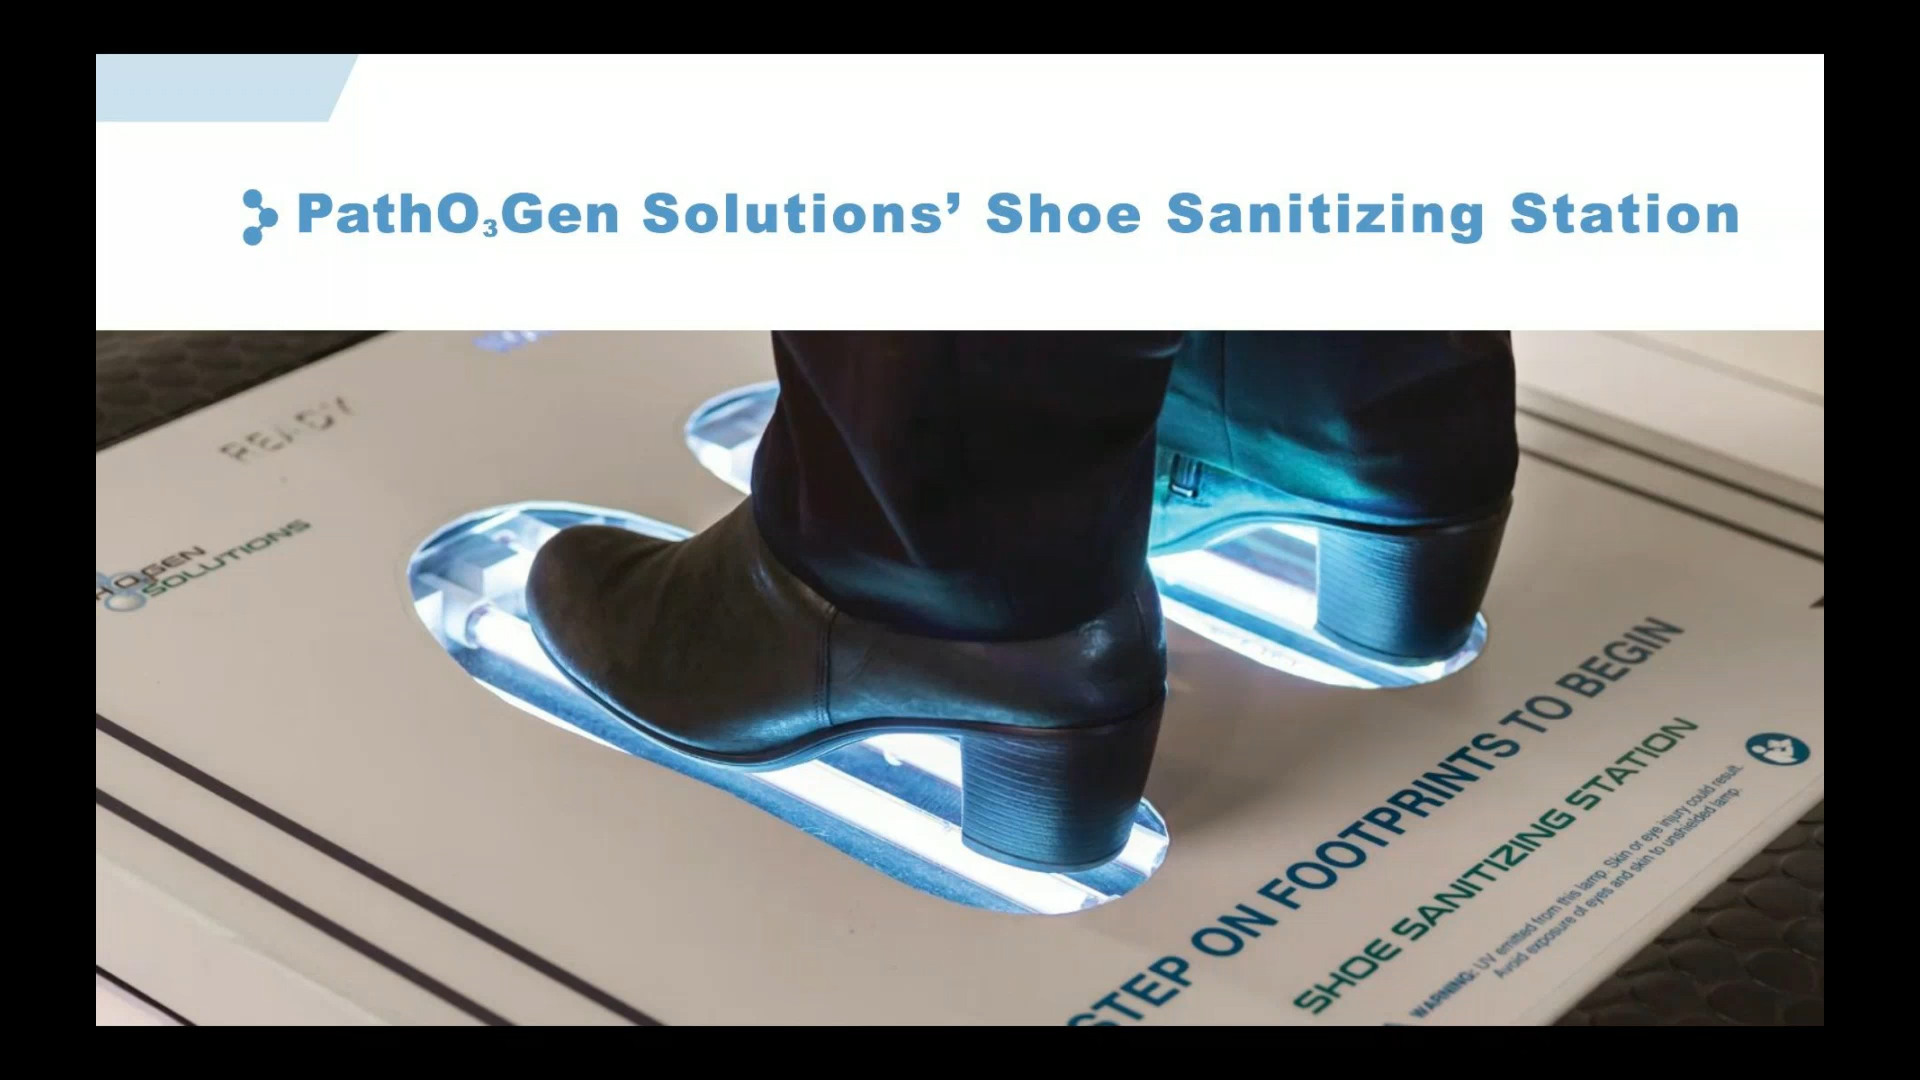 PathO₃Gen Solutions’ Shoe Sanitizing Station
READY
HOGEN
SOLUTIONS
STEP ON FOOTPRINTS TO BEGIN
SHOE SANITIZING STATION
WARNING: UV emitted from this lamp. Skin or eye injury could result.
Avoid exposure of eyes and skin to unshielded lamp.